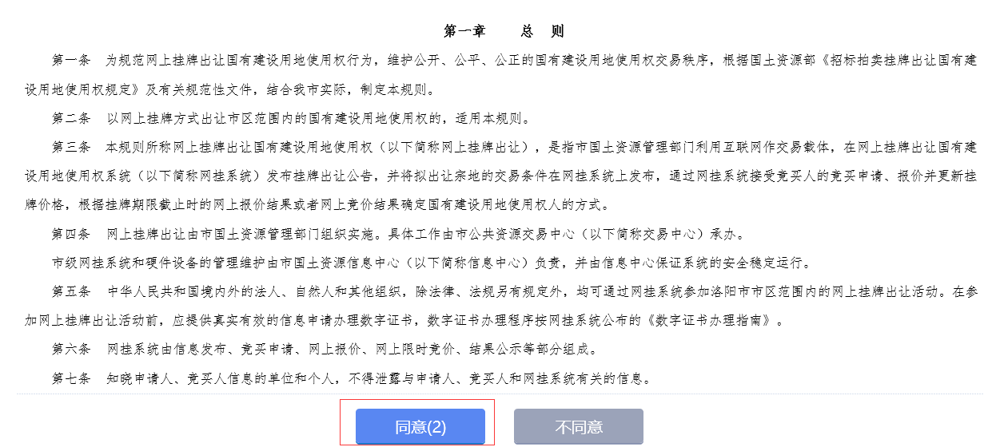 第一章 总 则
第一条 为规范网上挂牌出让国有建设用地使用权行为，维护公开、公平、公正的国有建设用地使用权交易秩序，根据国土资源部《招标拍卖挂牌出让国有建
设用地使用权规定》及有关规范性文件，结合我市实际，制定本规则。
第二条 以网上挂牌方式出让市区范围内的国有建设用地使用权的，适用本规则。
第三条 本规则所称网上挂牌出让国有建设用地使用权（以下简称网上挂牌出让），是指市国土资源管理部门利用互联网作交易载体，在网上挂牌出让国有建
设用地使用权系统（以下简称网挂系统）发布挂牌出让公告，并将拟出让宗地的交易条件在网挂系统上发布，通过网挂系统接受竞买人的竞买申请、报价并更新挂
牌价格，根据挂牌期限截止时的网上报价结果或者网上竞价结果确定国有建设用地使用权人的方式。
第四条 网上挂牌出让由市国土资源管理部门组织实施。具体工作由市公共资源交易中心（以下简称交易中心）承办。
市级网挂系统和硬件设备的管理维护由市国土资源信息中心（以下简称信息中心）负责，并由信息中心保证系统的安全稳定运行。
第五条 中华人民共和国境内外的法人、自然人和其他组织，除法律、法规另有规定外，均可通过网挂系统参加洛阳市市区范围内的网上挂牌出让活动。在参
加网上挂牌出让活动前，应提供真实有效的信息申请办理数字证书，数字证书办理程序按网挂系统公布的《数字证书办理指南》。
第六条 网挂系统由信息发布、竞买申请、网上报价、网上限时竞价、结果公示等部分组成。
第七条 知晓申请人、竞买人信息的单位和个人，不得泄露与申请人、竞买人和网挂系统有关的信息。
同意(2) 不同意